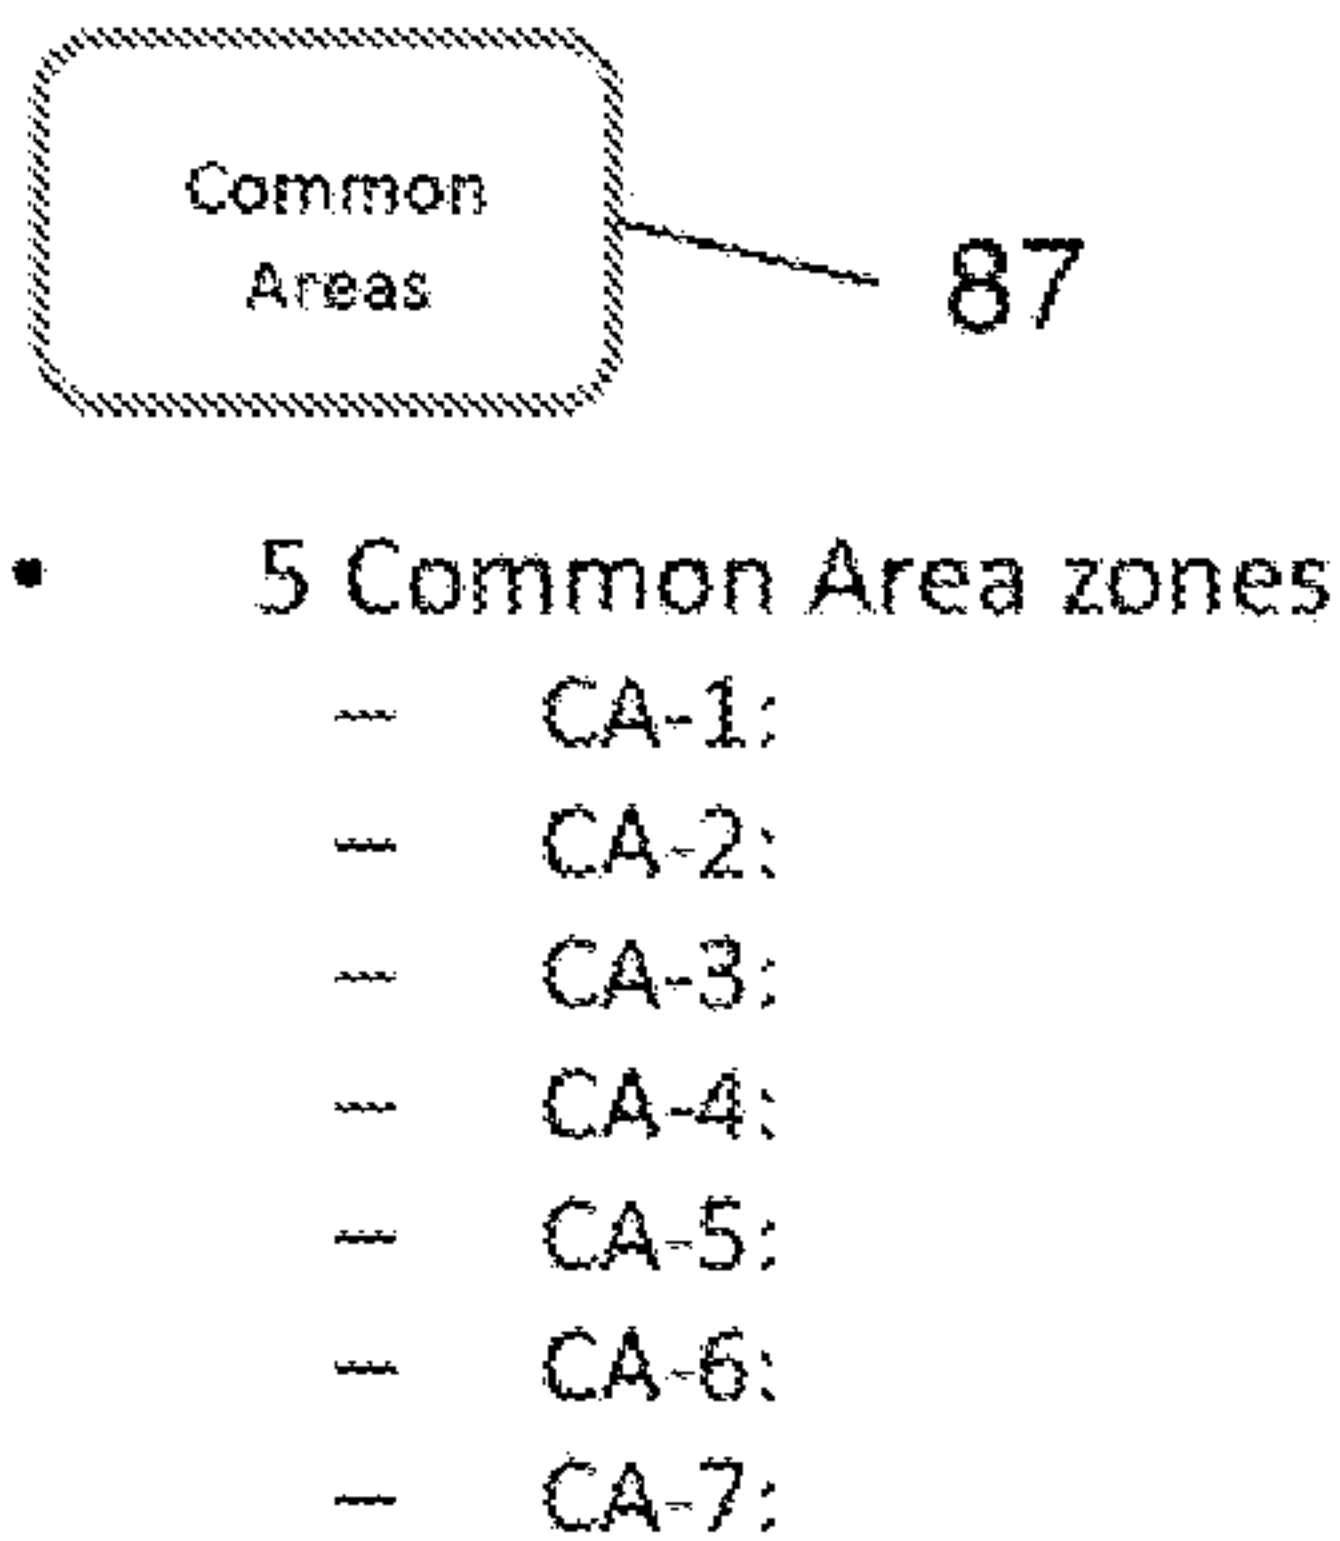 Common
Areas
87
• 5 Common Area zones
– CA-1:
– CA-2:
– CA-3:
– CA-4:
– CA-5:
– CA-6:
– CA-7: